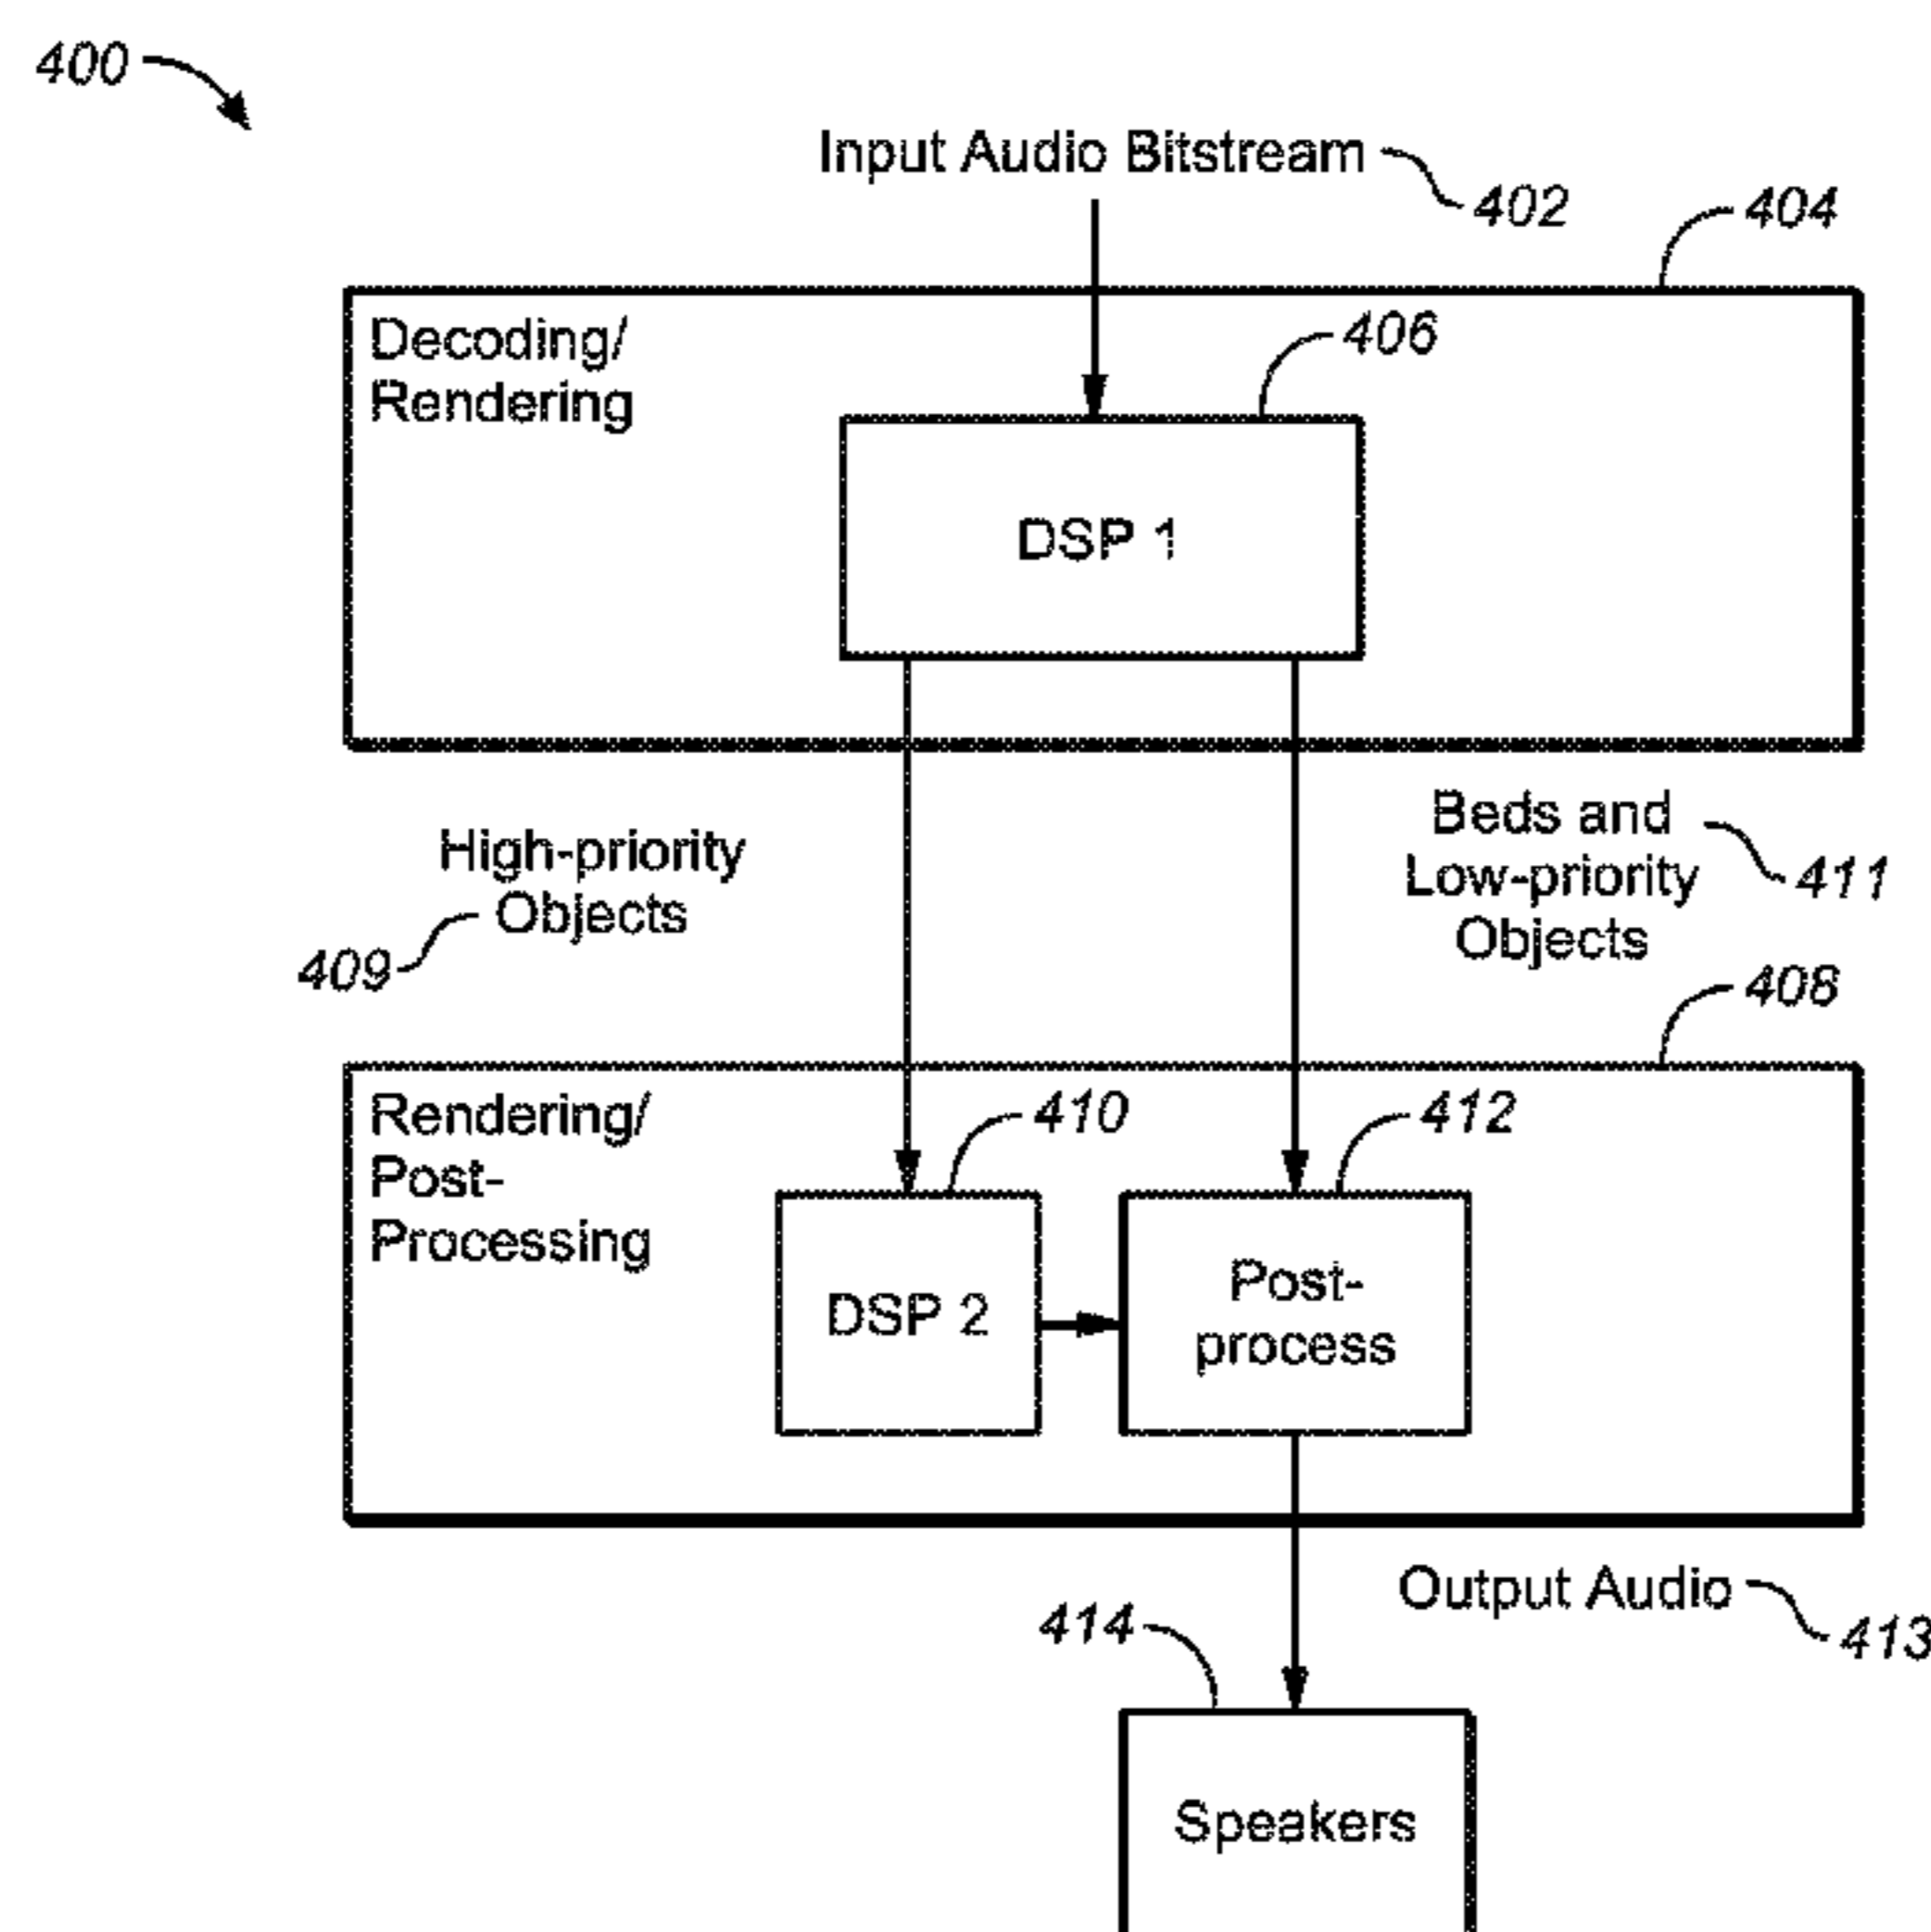 400
Input Audio Bitstream
402
404
Decoding/
Rendering
406
DSP 1
High-priority
Objects
409
Beds and
Low-priority
Objects
411
408
Rendering/
Post-
Processing
410
412
DSP 2
Post-
process
Output Audio
413
414
Speakers